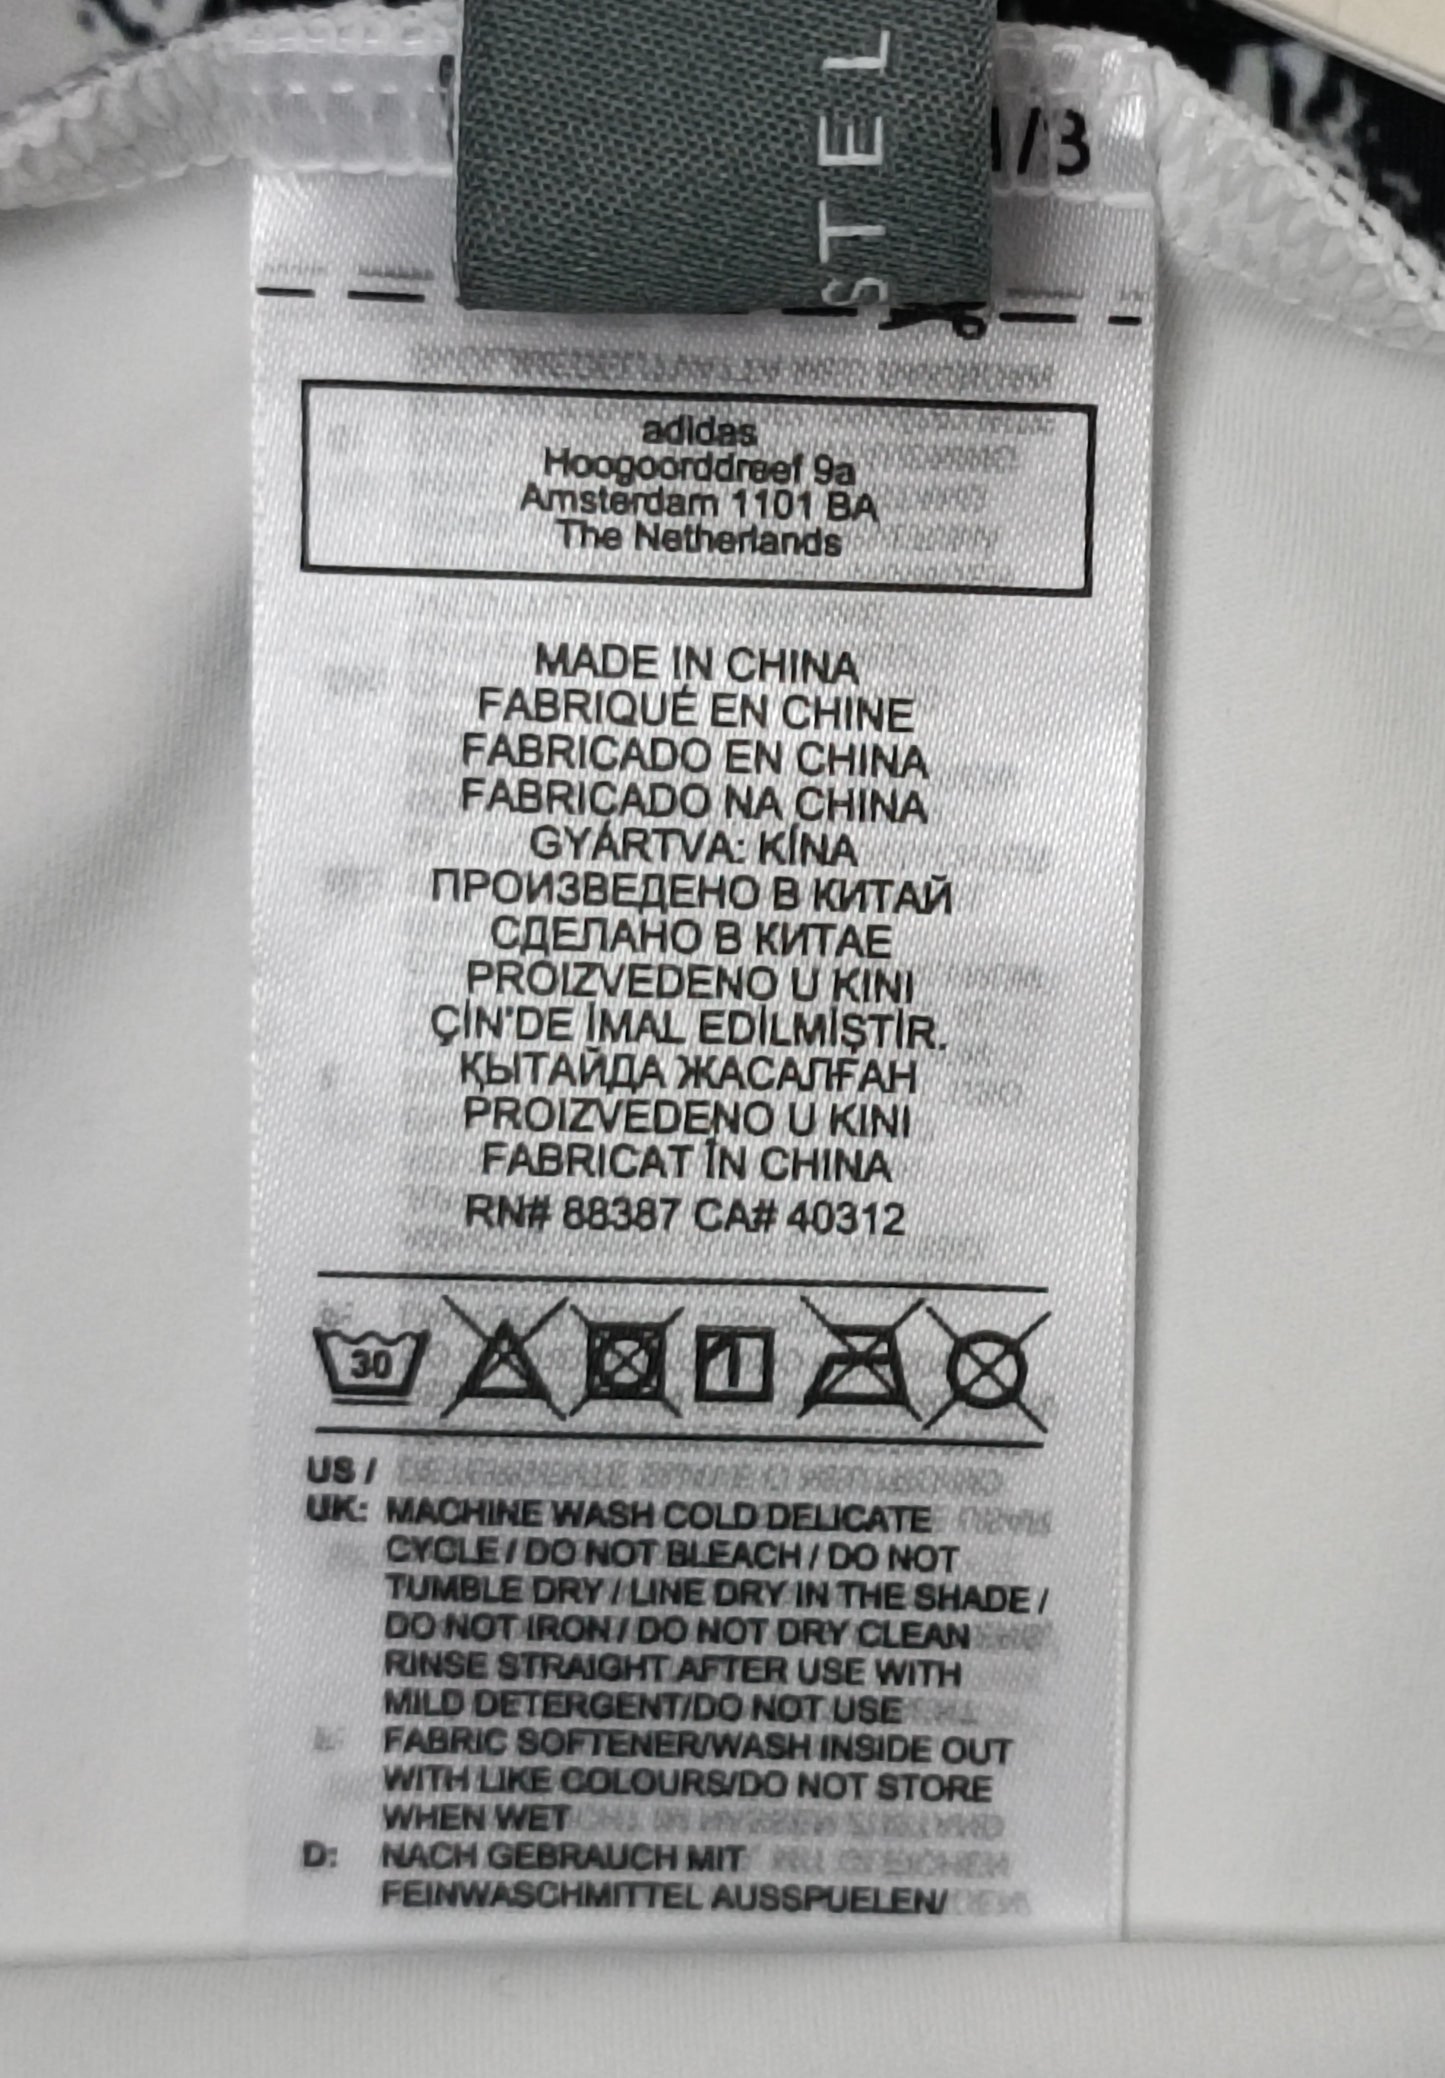 STEL
1/3
adidas
Hoogoorddreef 9a
Amsterdam 1101 BA
The Netherlands
MADE IN CHINA
FABRIQUÉ EN CHINE
FABRICADO EN CHINA
FABRICADO NA CHINA
GYÁRTVA: KÍNA
ПРОИЗВЕДЕНО В КИТАЙ
СДЕЛАНО В КИТАЕ
PROIZVEDENO U KINI
ÇİN'DE İMAL EDİLMİŞTİR.
ҚЫТАЙДА ЖАСАЛҒАН
PROIZVEDENO U KINI
FABRICAT ÎN CHINA
RN# 88387 CA# 40312
30
US /
UK: MACHINE WASH COLD DELICATE
CYCLE / DO NOT BLEACH / DO NOT
TUMBLE DRY / LINE DRY IN THE SHADE /
DO NOT IRON / DO NOT DRY CLEAN
RINSE STRAIGHT AFTER USE WITH
MILD DETERGENT/DO NOT USE
FABRIC SOFTENER/WASH INSIDE OUT
WITH LIKE COLOURS/DO NOT STORE
WHEN WET
D: NACH GEBRAUCH MIT
FEINWASCHMITTEL AUSSPUELEN/